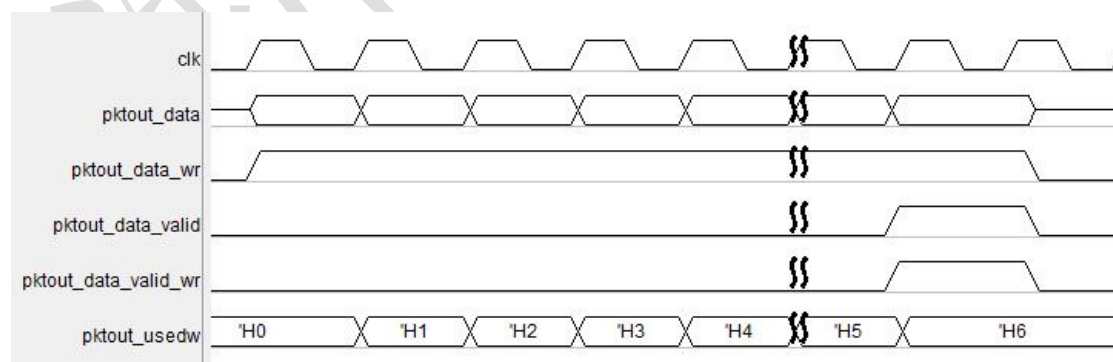 clk
pktout_data
pktout_data_wr
pktout_data_valid
pktout_data_valid_wr
pktout_usedw 'H0 'H1 'H2 'H3 'H4 'H5 'H6